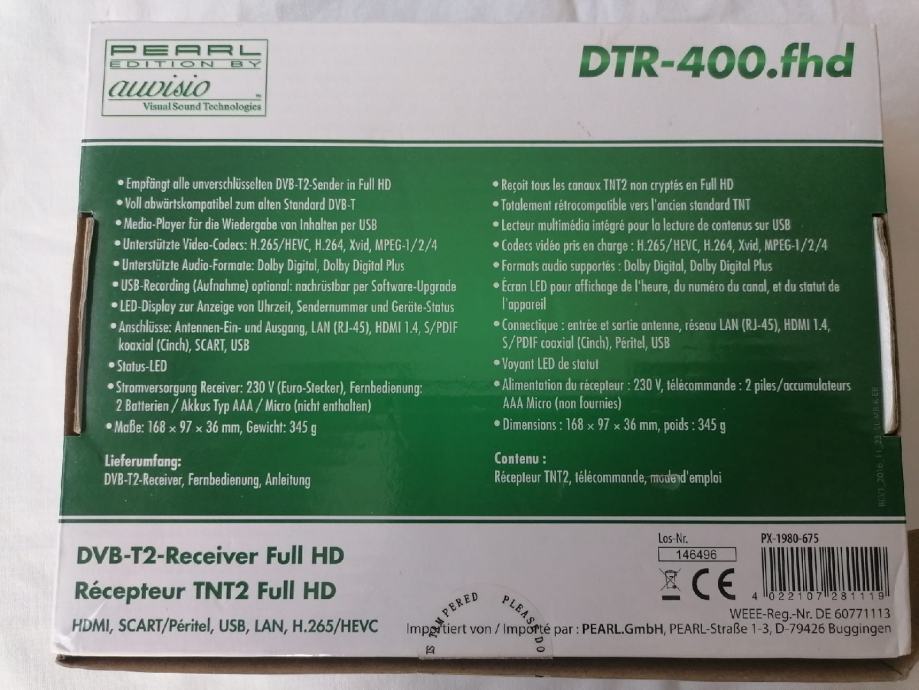 PEARL
EDITION BY
auvisio
Visual Sound Technologies
DTR-400.fhd
• Empfängt alle unverschlüsselten DVB-T2-Sender in Full HD
• Voll abwärtskompatibel zum alten Standard DVB-T
• Media-Player für die Wiedergabe von Inhalten per USB
• Unterstützte Video-Codecs: H.265/HEVC, H.264, Xvid, MPEG-1/2/4
• Unterstützte Audio-Formate: Dolby Digital, Dolby Digital Plus
• USB-Recording (Aufnahme) optional: nachrüstbar per Software-Upgrade
• LED-Display zur Anzeige von Uhrzeit, Sendernummer und Geräte-Status
• Anschlüsse: Antennen-Ein- und Ausgang, LAN (RJ-45), HDMI 1.4, S/PDIF
koaxial (Cinch), SCART, USB
• Status-LED
• Stromversorgung Receiver: 230 V (Euro-Stecker), Fernbedienung:
2 Batterien / Akkus Typ AAA / Micro (nicht enthalten)
• Maße: 168 × 97 × 36 mm, Gewicht: 345 g
Lieferumfang:
DVB-T2-Receiver, Fernbedienung, Anleitung
• Reçoit tous les canaux TNT2 non cryptés en Full HD
• Totalement rétrocompatible vers l'ancien standard TNT
• Lecteur multimédia intégré pour la lecture de contenus sur USB
• Codecs vidéo pris en charge : H.265/HEVC, H.264, Xvid, MPEG-1/2/4
• Formats audio supportés : Dolby Digital, Dolby Digital Plus
• Écran LED pour affichage de l'heure, du numéro du canal, et du statut de
l'appareil
• Connectique : entrée et sortie antenne, réseau LAN (RJ-45), HDMI 1.4,
S/PDIF coaxial (Cinch), Péritel, USB
• Voyant LED de statut
• Alimentation du récepteur : 230 V, télécommande : 2 piles/accumulateurs
AAA Micro (non fournies)
• Dimensions : 168 × 97 × 36 mm, poids : 345 g
Contenu :
Récepteur TNT2, télécommande, mode d'emploi
DVB-T2-Receiver Full HD
Récepteur TNT2 Full HD
HDMI, SCART/Péritel, USB, LAN, H.265/HEVC
Los-Nr.
146496
CE
PX-1980-675
4 022107 281119
WEEE-Reg.-Nr. DE 60771113
Importiert von / Importé par : PEARL.GmbH, PEARL-Straße 1-3, D-79426 Buggingen
IS TAMPERED PLEASE DO